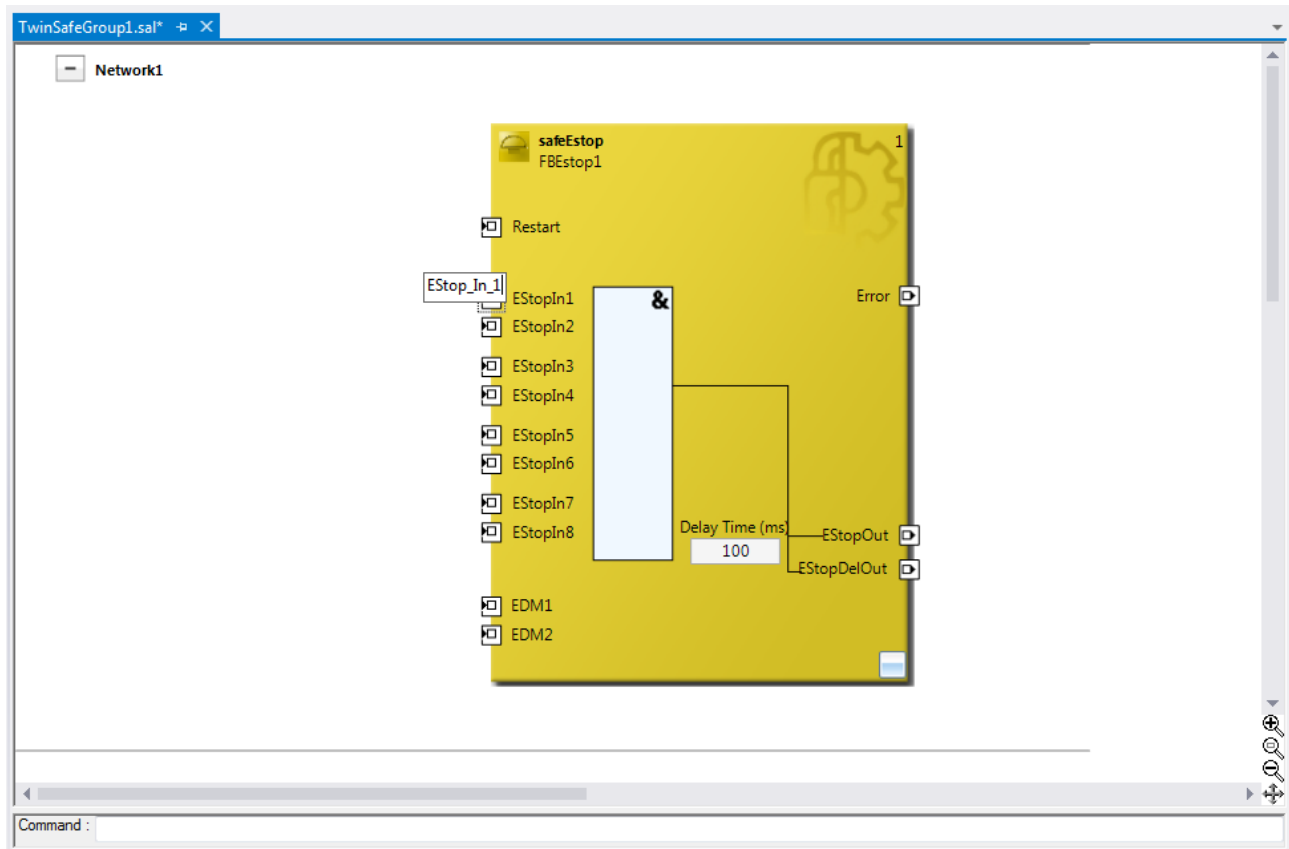 TwinSafeGroup1.sal*
Network1
safeEstop
1
FBEstop1
Restart
EStop_In_1
EStopIn1
&
Error
EStopIn2
EStopIn3
EStopIn4
EStopIn5
EStopIn6
EStopIn7
EStopIn8
Delay Time (ms)
100
EStopOut
EStopDelOut
EDM1
EDM2
Command :